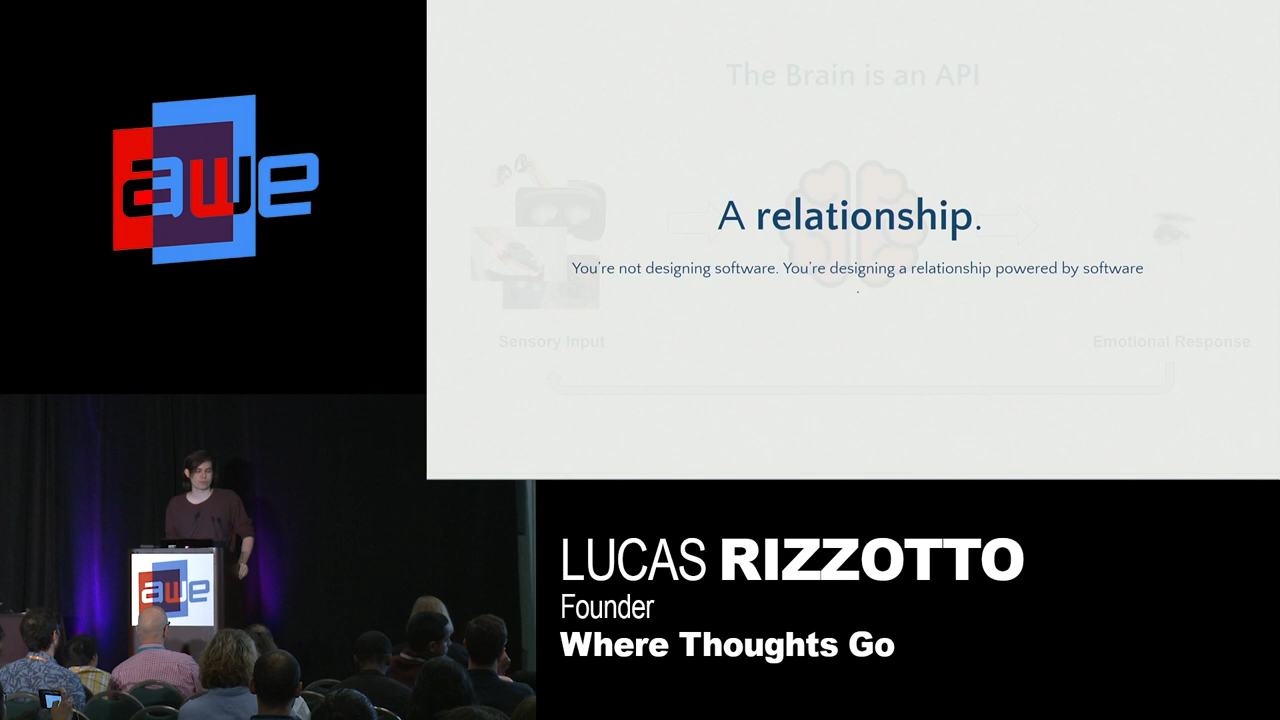 awe
The Brain is an API
A relationship.
You're not designing software. You're designing a relationship powered by software
.
Sensory Input
Emotional Response
awe
LUCAS RIZZOTTO
Founder
Where Thoughts Go